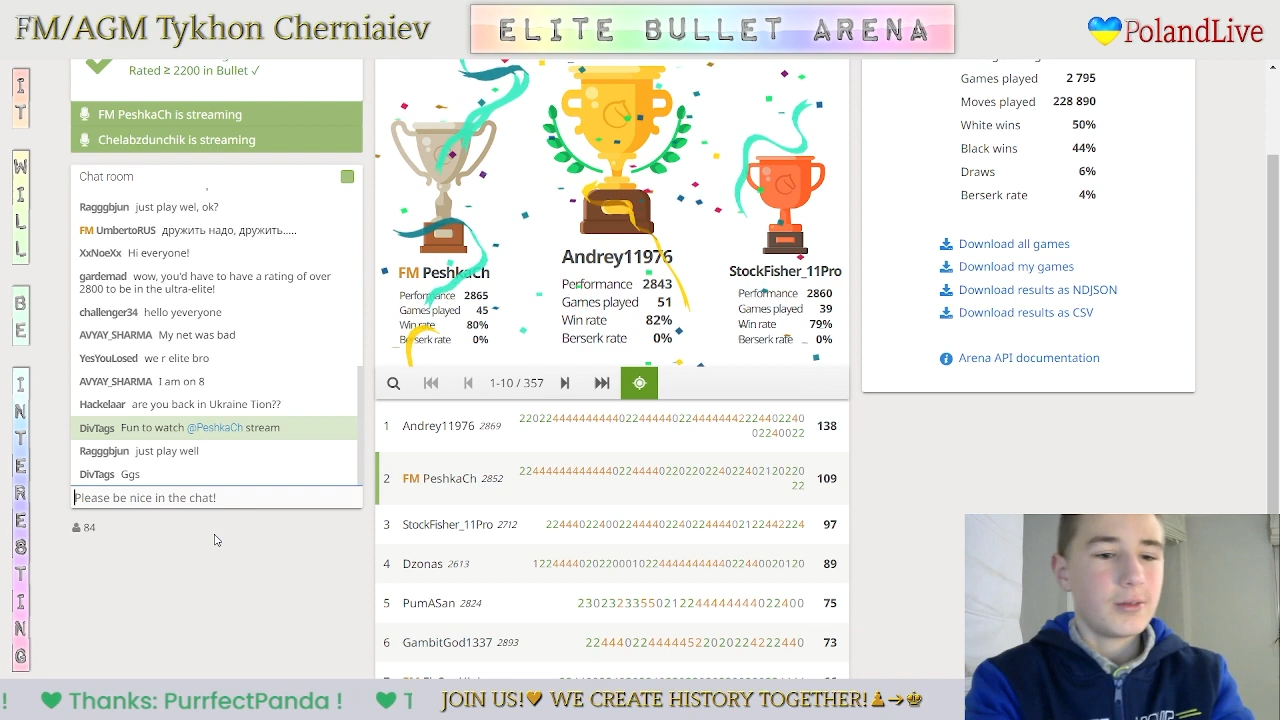 FM/AGM Tykhon Cherniaiev
ELITE BULLET ARENA
PolandLive
IT
WILL
BE
INTERESTING
Rated ≥ 2200 in Bullet ✓
FM PeshkaCh is streaming
Chelabzdunchik is streaming
Chat room
Ragggbjun just play wel, ok?
FM UmbertoRUS дружить надо, дружить.....
XxNoeXx Hi everyone!
gardemad wow, you'd have to have a rating of over
2800 to be in the ultra-elite!
challenger34 hello yeveryone
AVYAY_SHARMA My net was bad
YesYouLosed we r elite bro
AVYAY_SHARMA I am on 8
Hackelaar are you back in Ukraine Tion??
DivTags Fun to watch @PeshkaCh stream
Ragggbjun just play well
DivTags Ggs
Please be nice in the chat!
84
FM PeshkaCh
Performance 2865
Games played 45
Win rate 80%
Berserk rate 0%
Andrey11976
Performance 2843
Games played 51
Win rate 82%
Berserk rate 0%
StockFisher_11Pro
Performance 2860
Games played 39
Win rate 79%
Berserk rate 0%
1-10 / 357
1 Andrey11976 2869 138
2 FM PeshkaCh 2852 109
22
3 StockFisher_11Pro 2712 97
4 Dzonas 2613 89
5 PumASan 2824 75
6 GambitGod1337 2893 73
Games played 2 795
Moves played 228 890
White wins 50%
Black wins 44%
Draws 6%
Berserk rate 4%
Download all games
Download my games
Download results as NDJSON
Download results as CSV
Arena API documentation
! Thanks: PurrfectPanda ! T
JOIN US! WE CREATE HISTORY TOGETHER!♟→♚